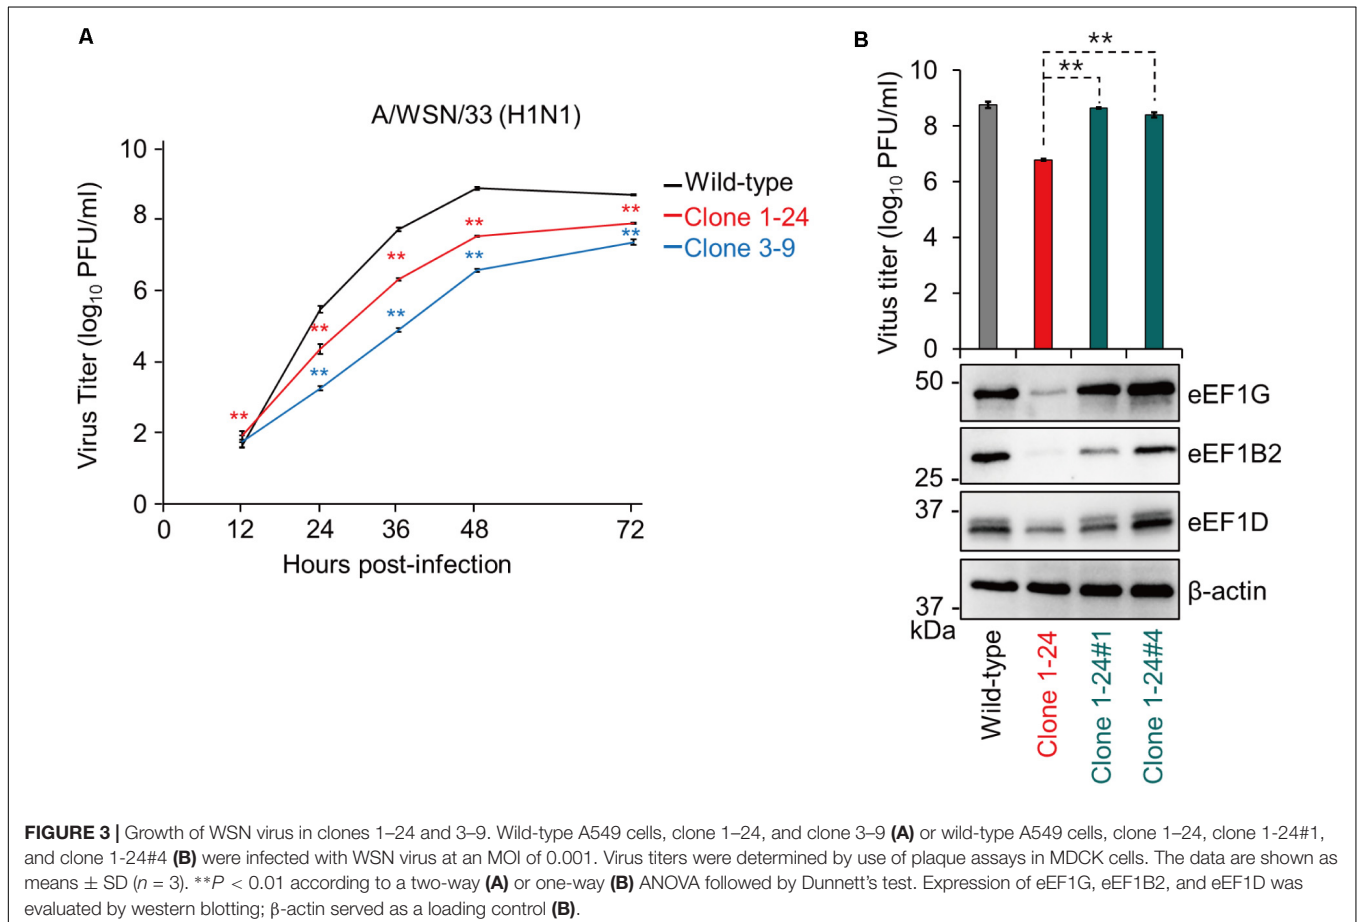 A
A/WSN/33 (H1N1)
Virus Titer (log10 PFU/ml)
10
8
6
4
2
0
**
**
**
**
**
**
**
**
**
0
12
24
36
48
72
Hours post-infection
Wild-type
Clone 1-24
Clone 3-9
B
**
**
Vitus titer (log10 PFU/ml)
10
8
6
4
2
0
50
eEF1G
eEF1B2
25
37
eEF1D
β-actin
37
kDa
Wild-type
Clone 1-24
Clone 1-24#1
Clone 1-24#4
FIGURE 3 | Growth of WSN virus in clones 1–24 and 3–9. Wild-type A549 cells, clone 1–24, and clone 3–9 (A) or wild-type A549 cells, clone 1–24, clone 1-24#1,
and clone 1-24#4 (B) were infected with WSN virus at an MOI of 0.001. Virus titers were determined by use of plaque assays in MDCK cells. The data are shown as
means ± SD (n = 3). **P < 0.01 according to a two-way (A) or one-way (B) ANOVA followed by Dunnett's test. Expression of eEF1G, eEF1B2, and eEF1D was
evaluated by western blotting; β-actin served as a loading control (B).